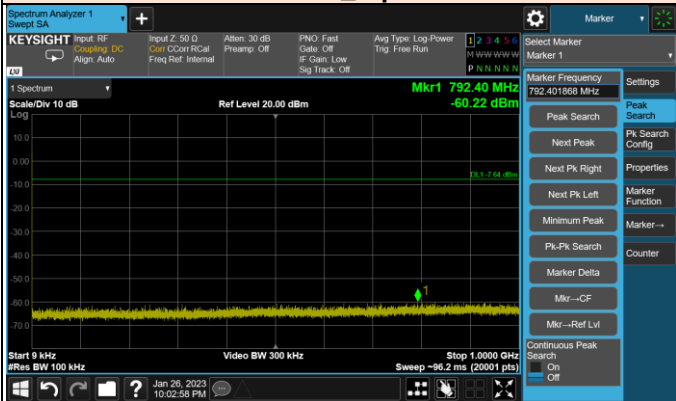 Spectrum Analyzer 1
Swept SA
+
Marker
KEYSIGHT
Input: RF
Coupling: DC
Align: Auto
Input Z: 50 Ω
Corr CCorr RCal
Freq Ref: Internal
Atten: 30 dB
Preamp: Off
PNO: Fast
Gate: Off
IF Gain: Low
Sig Track: Off
Avg Type: Log-Power
Trig: Free Run
1 2 3 4 5 6
M W W W W W
P N N N N N
LXI
Select Marker
Marker 1
1 Spectrum
Scale/Div 10 dB
Log
Ref Level 20.00 dBm
Mkr1 792.40 MHz
-60.22 dBm
10.0
0.00
DL1 -7.64 dBm
-10.0
-20.0
-30.0
-40.0
-50.0
1
-60.0
-70.0
Start 9 kHz
#Res BW 100 kHz
Video BW 300 kHz
Stop 1.0000 GHz
Sweep ~96.2 ms (20001 pts)
Marker Frequency
792.401868 MHz
Peak Search
Next Peak
Next Pk Right
Next Pk Left
Minimum Peak
Pk-Pk Search
Marker Delta
Mkr→CF
Mkr→Ref Lvl
Continuous Peak
Search
On
Off
Settings
Peak
Search
Pk Search
Config
Properties
Marker
Function
Marker→
Counter
?
Jan 26, 2023
10:02:58 PM